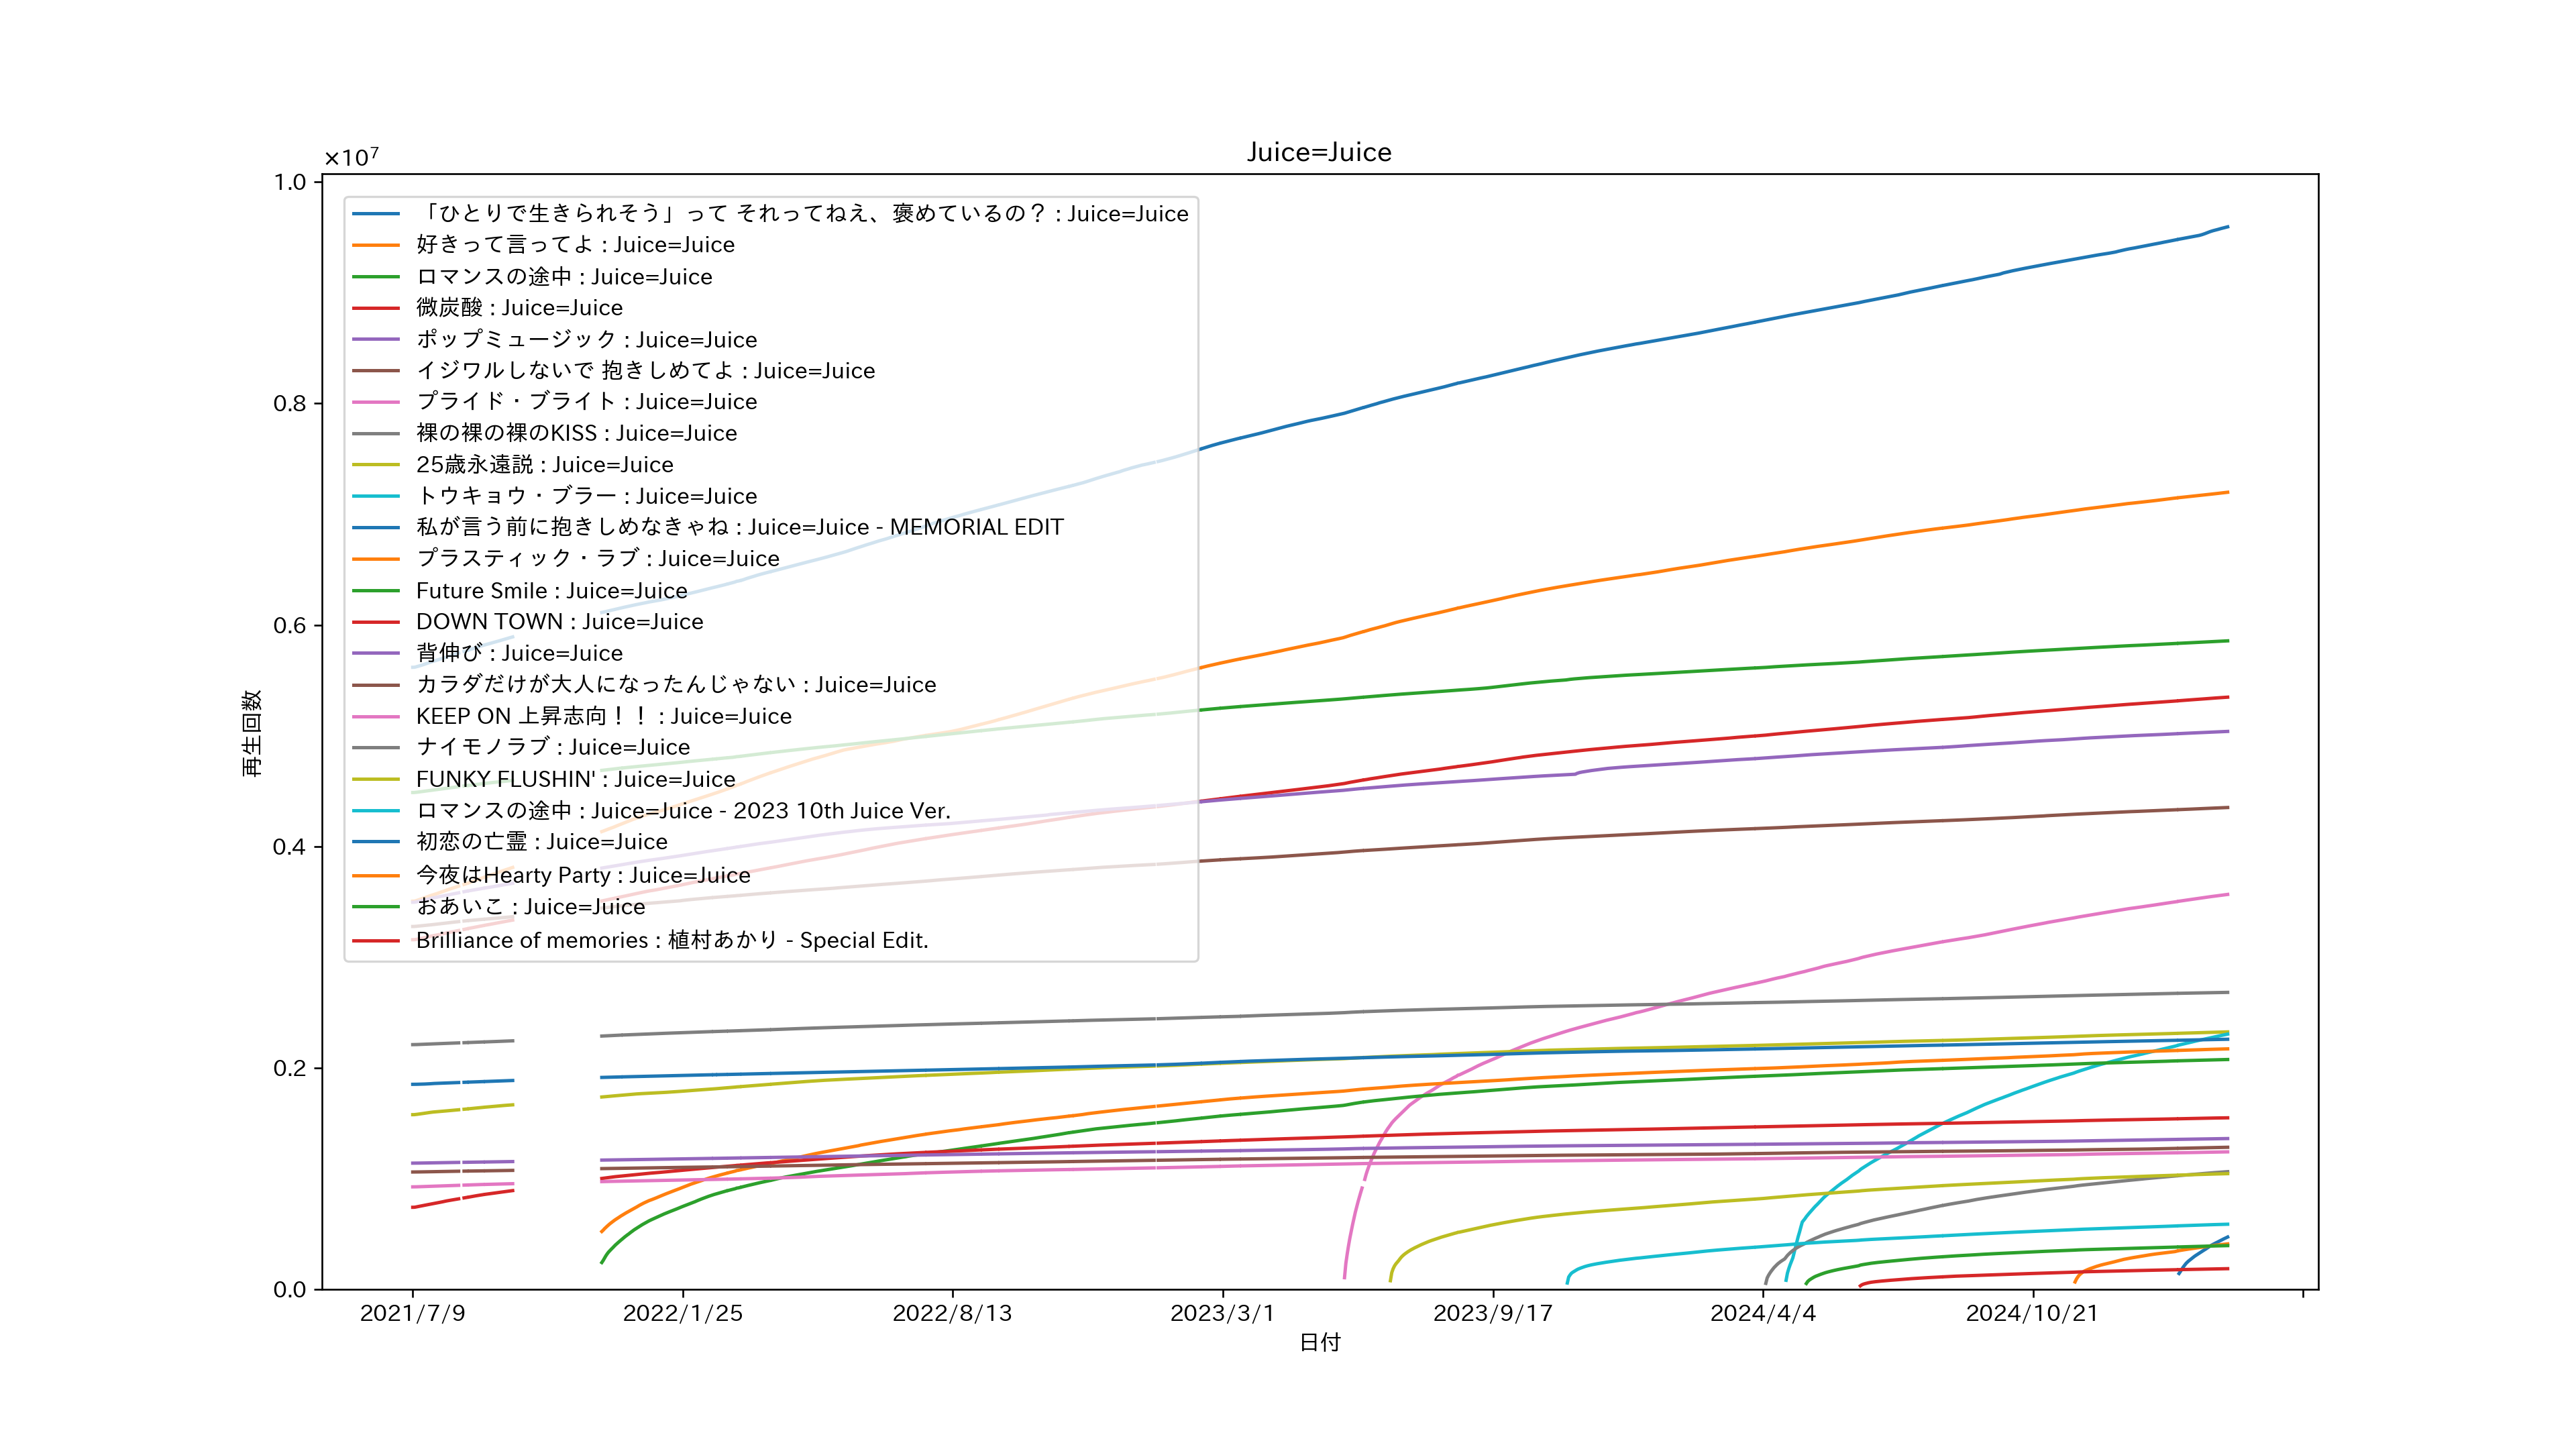 Juice=Juice
×10⁷
1.0
0.8
0.6
0.4
0.2
0.0
再生回数
「ひとりで生きられそう」って それってねえ、褒めているの？ : Juice=Juice
好きって言ってよ : Juice=Juice
ロマンスの途中 : Juice=Juice
微炭酸 : Juice=Juice
ポップミュージック : Juice=Juice
イジワルしないで 抱きしめてよ : Juice=Juice
プライド・ブライト : Juice=Juice
裸の裸の裸のKISS : Juice=Juice
25歳永遠説 : Juice=Juice
トウキョウ・ブラー : Juice=Juice
私が言う前に抱きしめなきゃね : Juice=Juice - MEMORIAL EDIT
プラスティック・ラブ : Juice=Juice
Future Smile : Juice=Juice
DOWN TOWN : Juice=Juice
背伸び : Juice=Juice
カラダだけが大人になったんじゃない : Juice=Juice
KEEP ON 上昇志向！！ : Juice=Juice
ナイモノラブ : Juice=Juice
FUNKY FLUSHIN' : Juice=Juice
ロマンスの途中 : Juice=Juice - 2023 10th Juice Ver.
初恋の亡霊 : Juice=Juice
今夜はHearty Party : Juice=Juice
おあいこ : Juice=Juice
Brilliance of memories : 植村あかり - Special Edit.
2021/7/9 2022/1/25 2022/8/13 2023/3/1 2023/9/17 2024/4/4 2024/10/21
日付